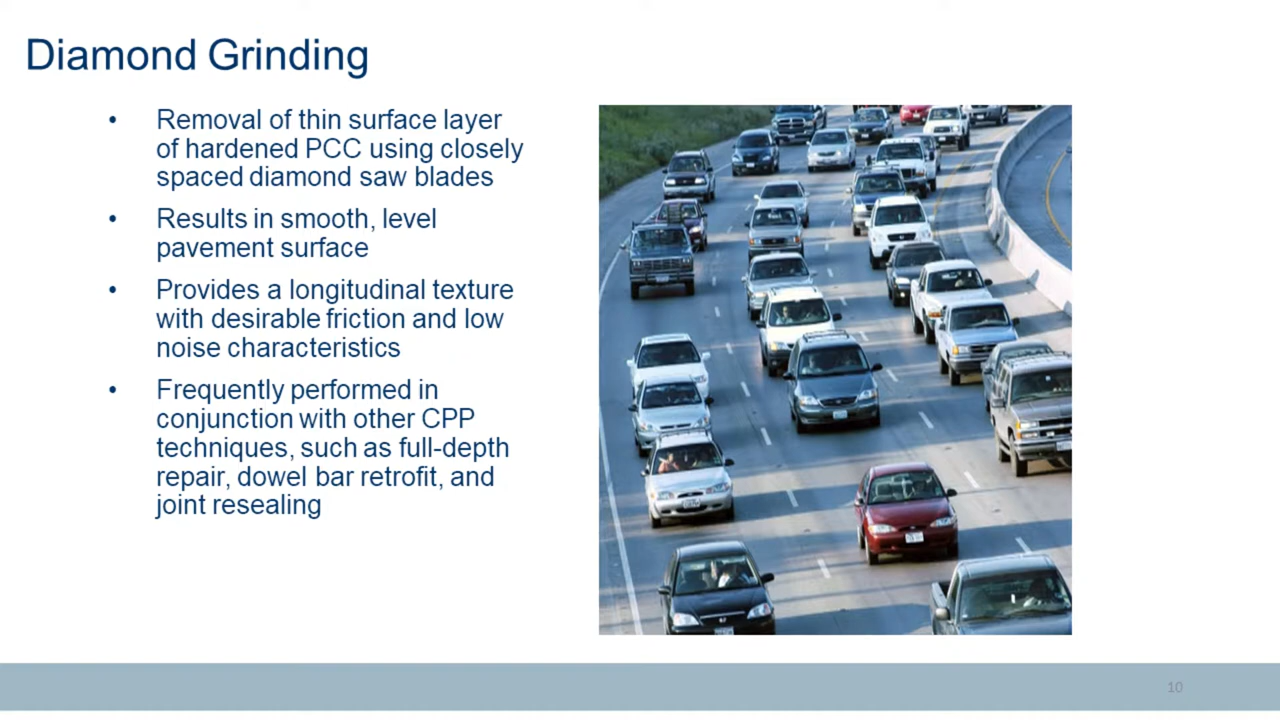 Diamond Grinding
• Removal of thin surface layer
of hardened PCC using closely
spaced diamond saw blades
• Results in smooth, level
pavement surface
• Provides a longitudinal texture
with desirable friction and low
noise characteristics
• Frequently performed in
conjunction with other CPP
techniques, such as full-depth
repair, dowel bar retrofit, and
joint resealing
10